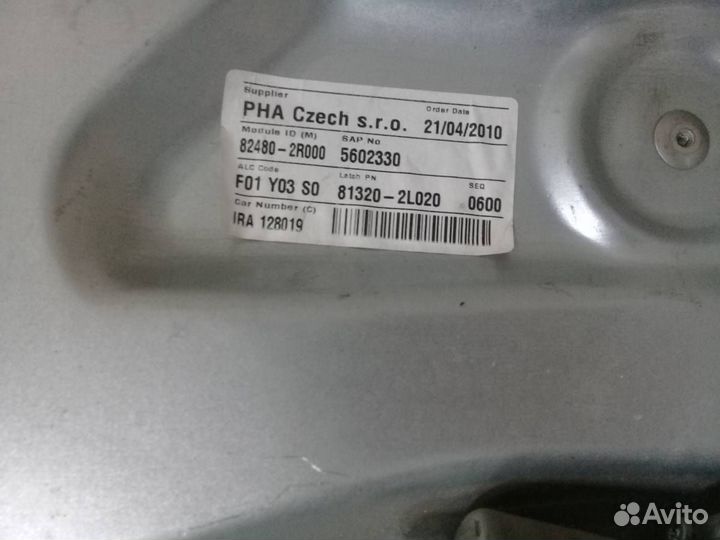 Supplier
Order Date
PHA Czech s.r.o. 21/04/2010
Module ID (M) SAP No
82480-2R000 5602330
ALC Code Latch PN SEQ
F01 Y03 S0 81320-2L020 0600
Car Number (C)
IRA 128019
Avito